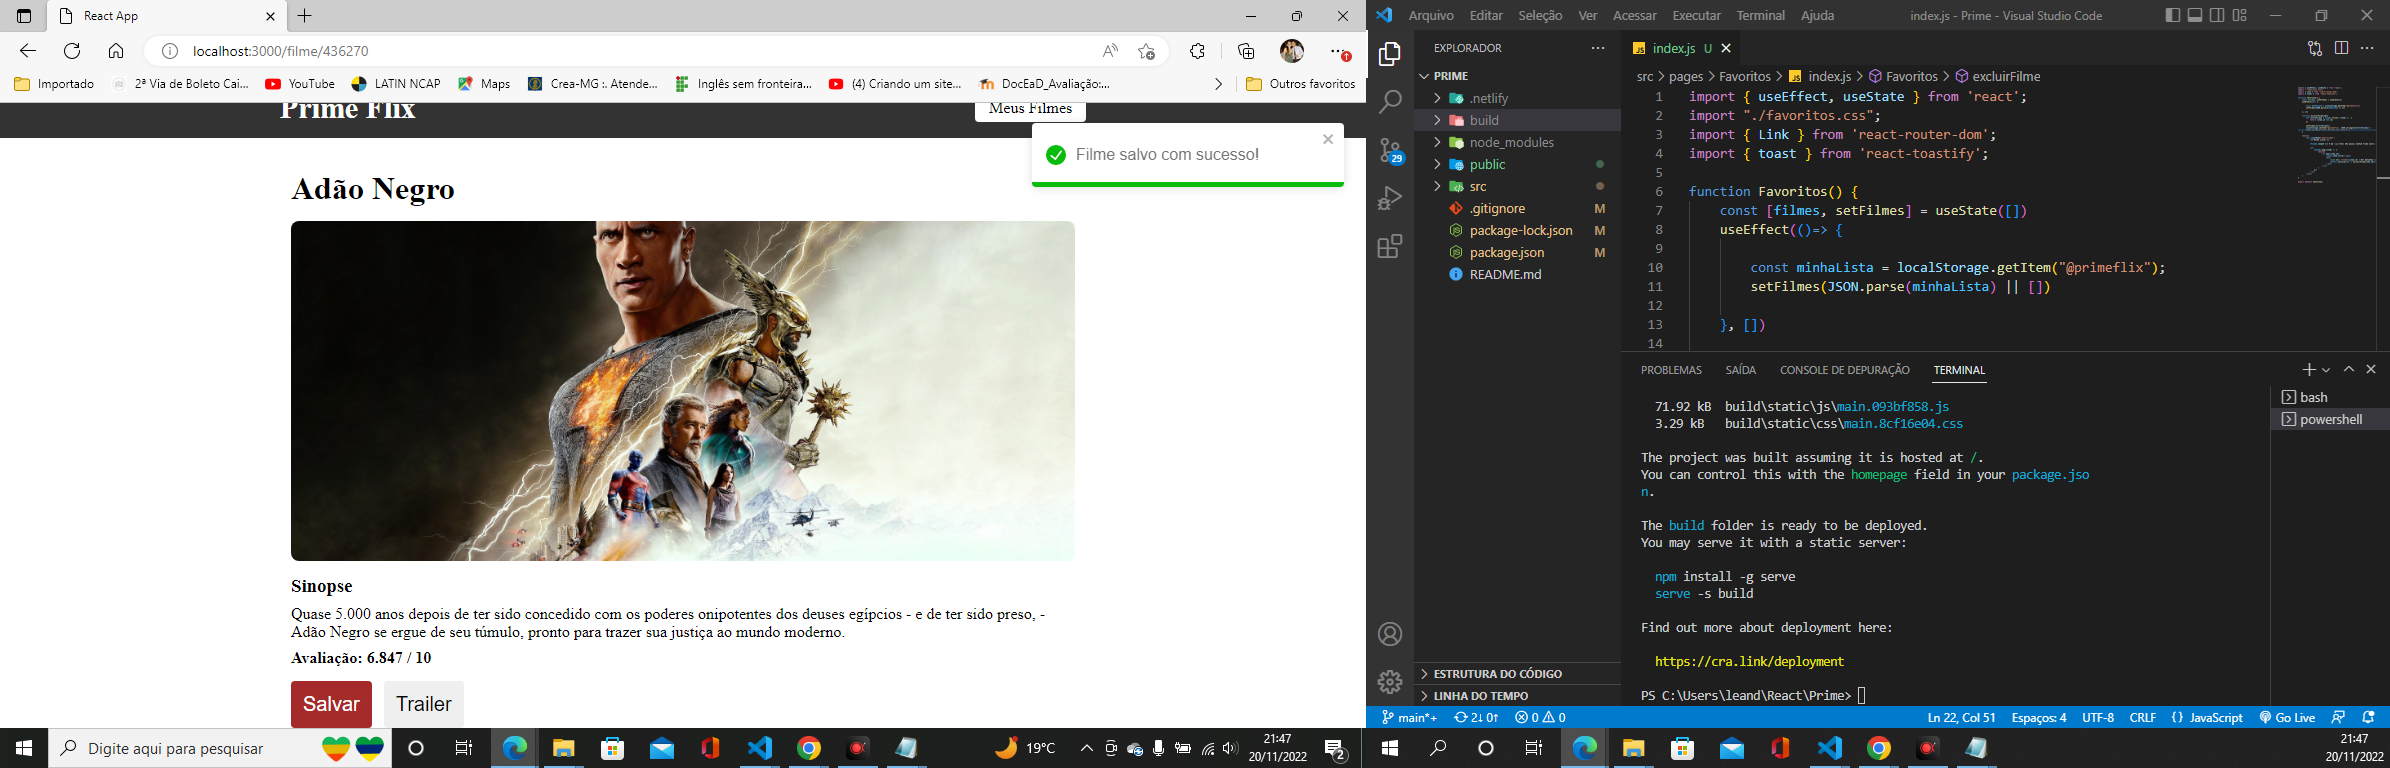 React App
localhost:3000/filme/436270
Importado
2ª Via de Boleto Cai...
YouTube
LATIN NCAP
Maps
Crea-MG :. Atende...
Inglês sem fronteira...
(4) Criando um site...
DocEaD_Avaliação:...
Outros favoritos
Prime Flix
Meus Filmes
Filme salvo com sucesso!
Adão Negro
Sinopse
Quase 5.000 anos depois de ter sido concedido com os poderes onipotentes dos deuses egípcios - e de ter sido preso, -
Adão Negro se ergue de seu túmulo, pronto para trazer sua justiça ao mundo moderno.
Avaliação: 6.847 / 10
Salvar
Trailer
Digite aqui para pesquisar
19°C
21:47
20/11/2022
2
Arquivo Editar Seleção Ver Acessar Executar Terminal Ajuda
index.js - Prime - Visual Studio Code
EXPLORADOR
PRIME
.netlify
build
node_modules
public
src
.gitignore M
package-lock.json M
package.json M
README.md
29
ESTRUTURA DO CÓDIGO
LINHA DO TEMPO
JS index.js U
src > pages > Favoritos > JS index.js > Favoritos > excluirFilme
1 import { useEffect, useState } from 'react';
2 import "./favoritos.css";
3 import { Link } from 'react-router-dom';
4 import { toast } from 'react-toastify';
5
6 function Favoritos() {
7 const [filmes, setFilmes] = useState([])
8 useEffect(()=> {
9
10 const minhaLista = localStorage.getItem("@primeflix");
11 setFilmes(JSON.parse(minhaLista) || [])
12
13 }, [])
14
PROBLEMAS SAÍDA CONSOLE DE DEPURAÇÃO TERMINAL
bash
powershell
71.92 kB build\static\js\main.093bf858.js
3.29 kB build\static\css\main.8cf16e04.css
The project was built assuming it is hosted at /.
You can control this with the homepage field in your package.jso
n.
The build folder is ready to be deployed.
You may serve it with a static server:
npm install -g serve
serve -s build
Find out more about deployment here:
https://cra.link/deployment
PS C:\Users\leand\React\Prime>
main*+ 2↓ 0↑ 0 0
Ln 22, Col 51 Espaços: 4 UTF-8 CRLF {} JavaScript Go Live
21:47
20/11/2022